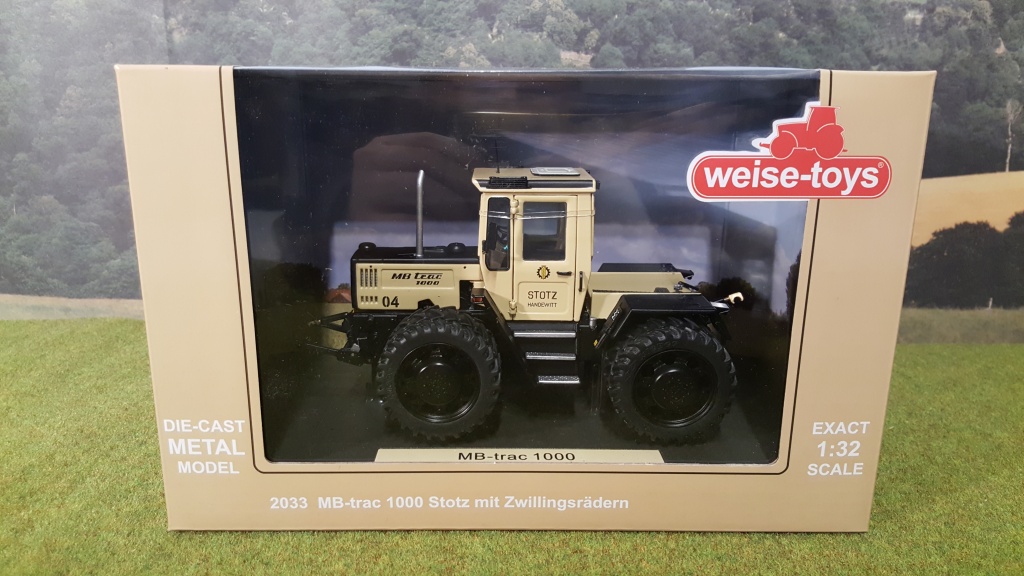 weise-toys®
MB trac
1000
04
STOTZ
HANDEWITT
DIE-CAST
METAL
MODEL
EXACT
1:32
SCALE
MB-trac 1000
2033 MB-trac 1000 Stotz mit Zwillingsrädern